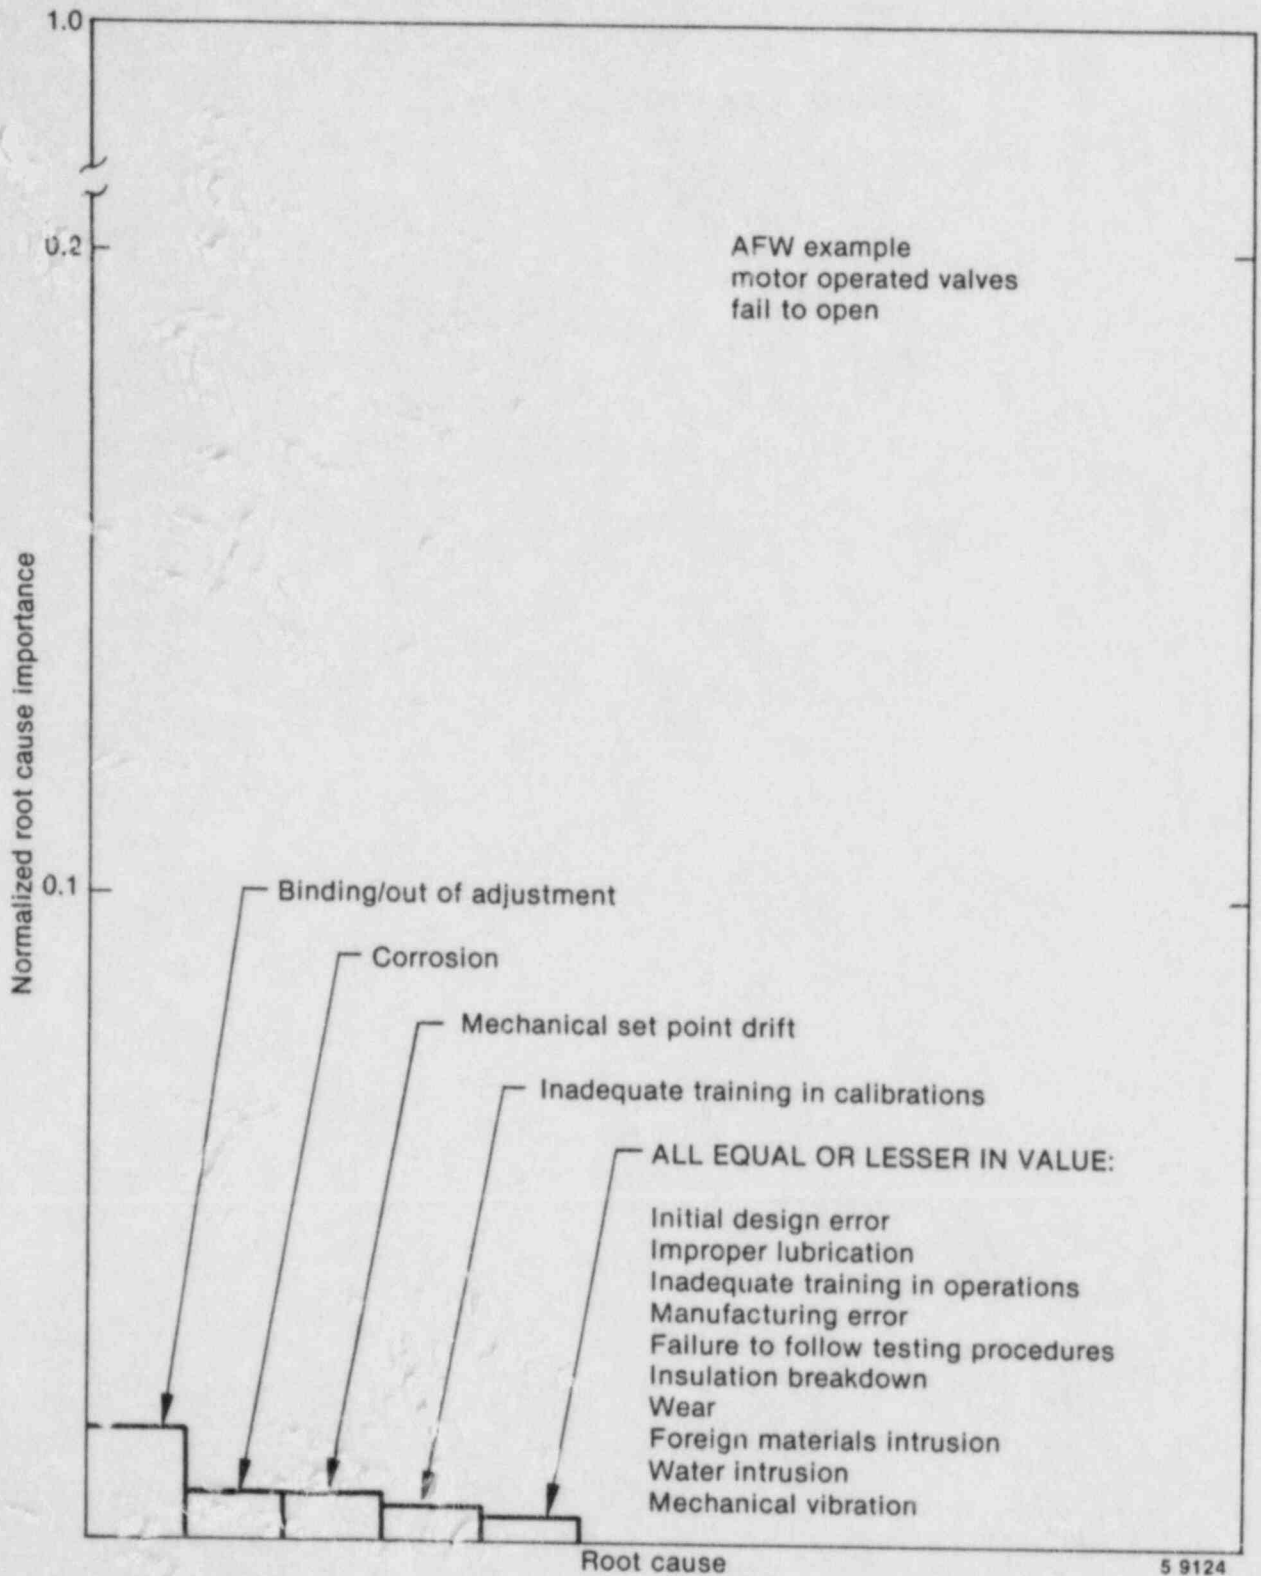 1.0
0.2
AFW example
motor operated valves
fail to open
Normalized root cause importance
0.1
Binding/out of adjustment
Corrosion
Mechanical set point drift
Inadequate training in calibrations
ALL EQUAL OR LESSER IN VALUE:
Initial design error
Improper lubrication
Inadequate training in operations
Manufacturing error
Failure to follow testing procedures
Insulation breakdown
Wear
Foreign materials intrusion
Water intrusion
Mechanical vibration
Root cause
5 9124